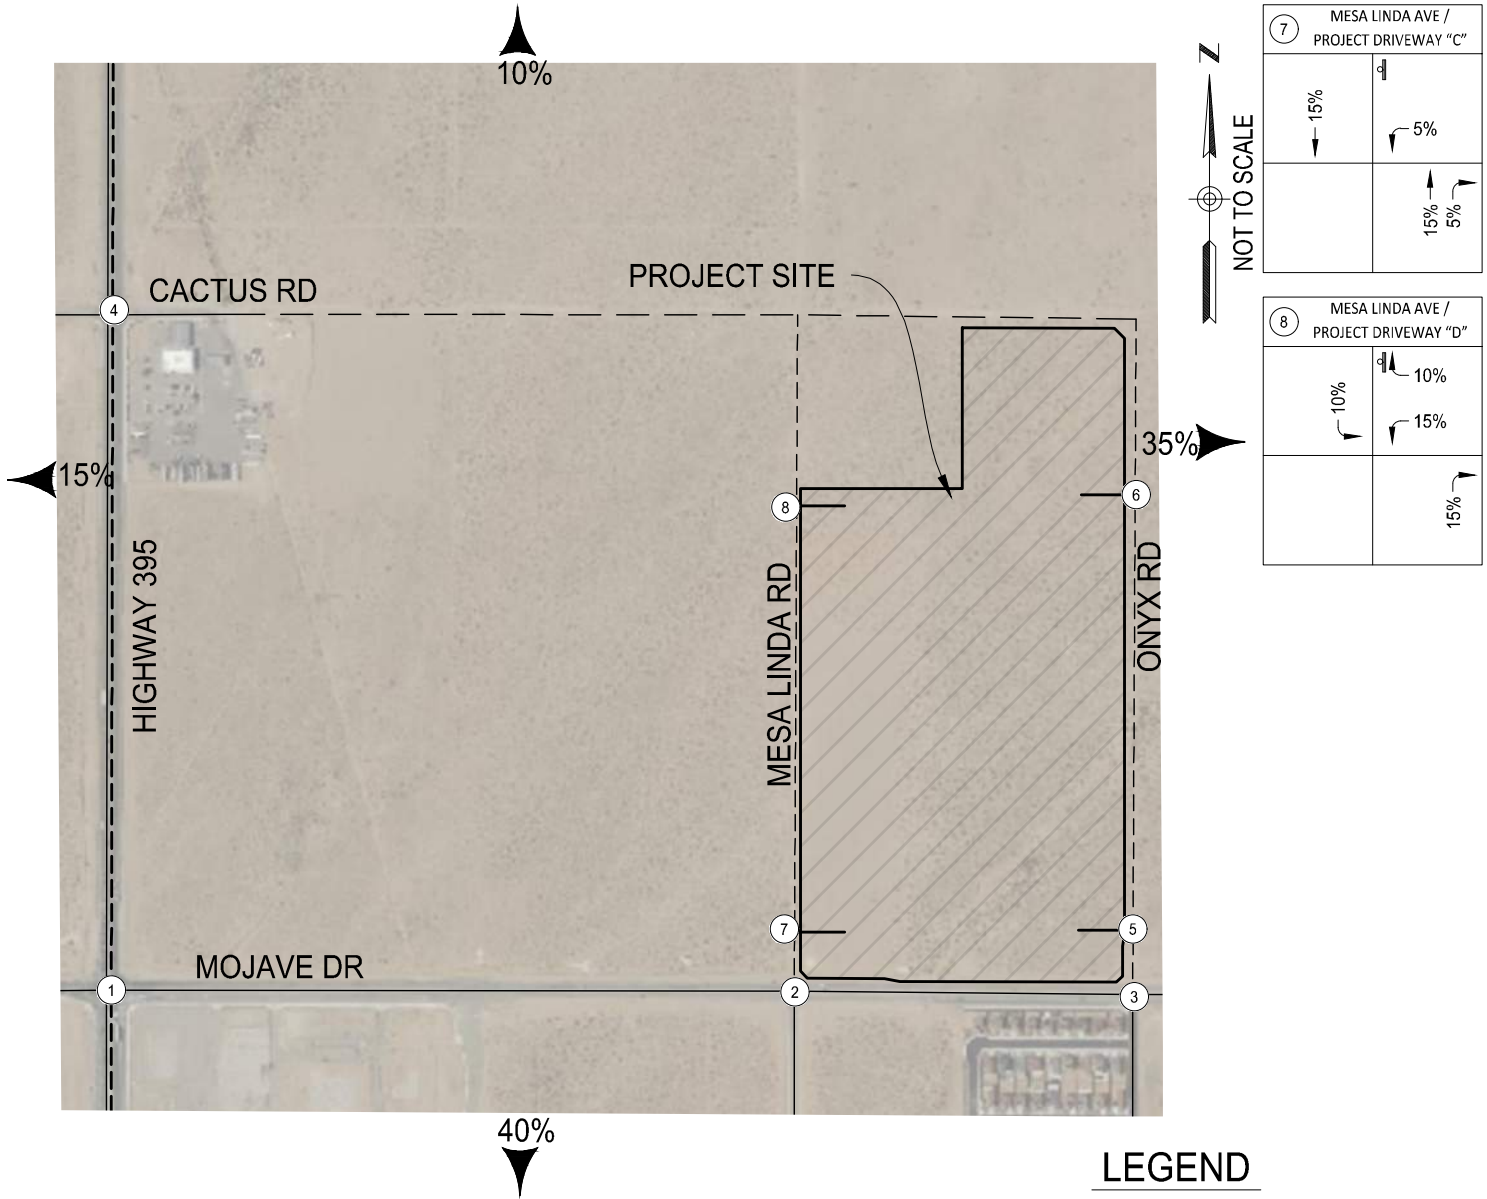 10%
N
NOT TO SCALE
7
MESA LINDA AVE /
PROJECT DRIVEWAY “C”
15%
5%
15%
5%
8
MESA LINDA AVE /
PROJECT DRIVEWAY “D”
10%
10%
15%
15%
CACTUS RD
4
PROJECT SITE
35%
15%
6
8
HIGHWAY 395
MESA LINDA RD
ONYX RD
7
5
MOJAVE DR
1
2
3
40%
LEGEND